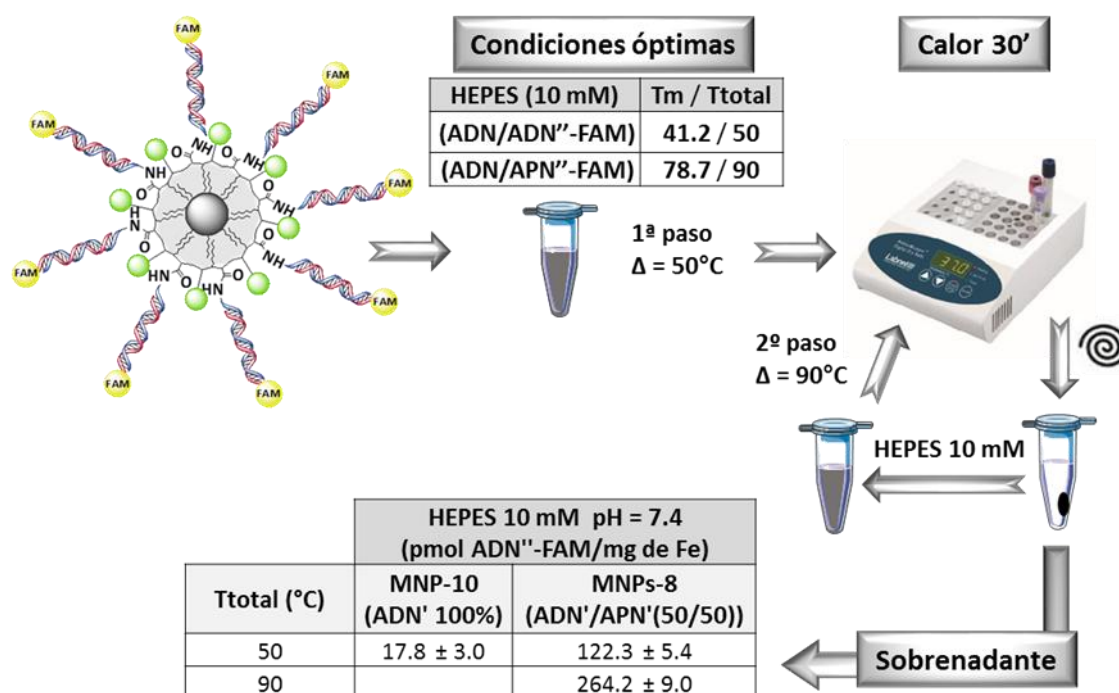 FAM
FAM
FAM
FAM
FAM
FAM
FAM
FAM
FAM
O
NH
O
NH
O
NH
O
NH
O
HN
O
HN
O
H
N
O
NH
O
NH
Condiciones óptimas
HEPES (10 mM) Tm / Ttotal
(ADN/ADN’’-FAM) 41.2 / 50
(ADN/APN’’-FAM) 78.7 / 90
Calor 30’
1ª paso
Δ = 50°C
Labnet
37.0
2º paso
Δ = 90°C
HEPES 10 mM
HEPES 10 mM pH = 7.4
(pmol ADN''-FAM/mg de Fe)
Ttotal (°C) MNP-10 MNPs-8
(ADN' 100%) (ADN'/APN'(50/50))
50 17.8 ± 3.0 122.3 ± 5.4
90 264.2 ± 9.0
Sobrenadante